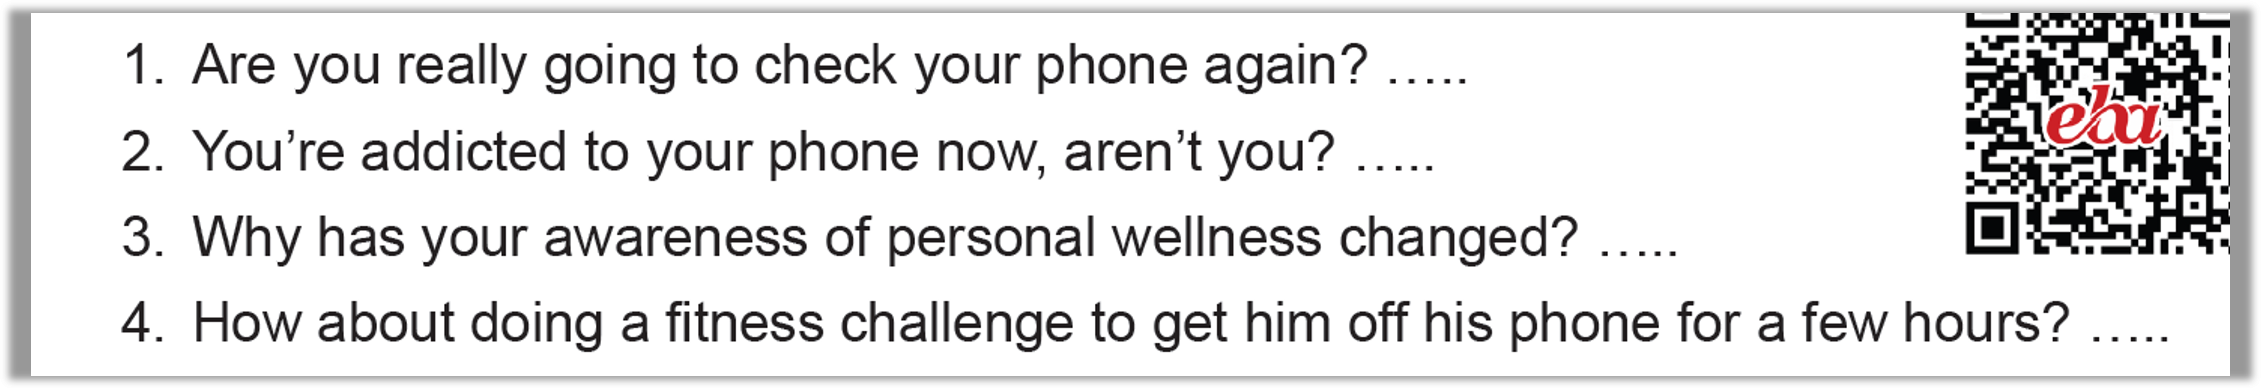 1. Are you really going to check your phone again? .….
2. You’re addicted to your phone now, aren’t you? .….
3. Why has your awareness of personal wellness changed? .….
4. How about doing a fitness challenge to get him off his phone for a few hours? .….
eba